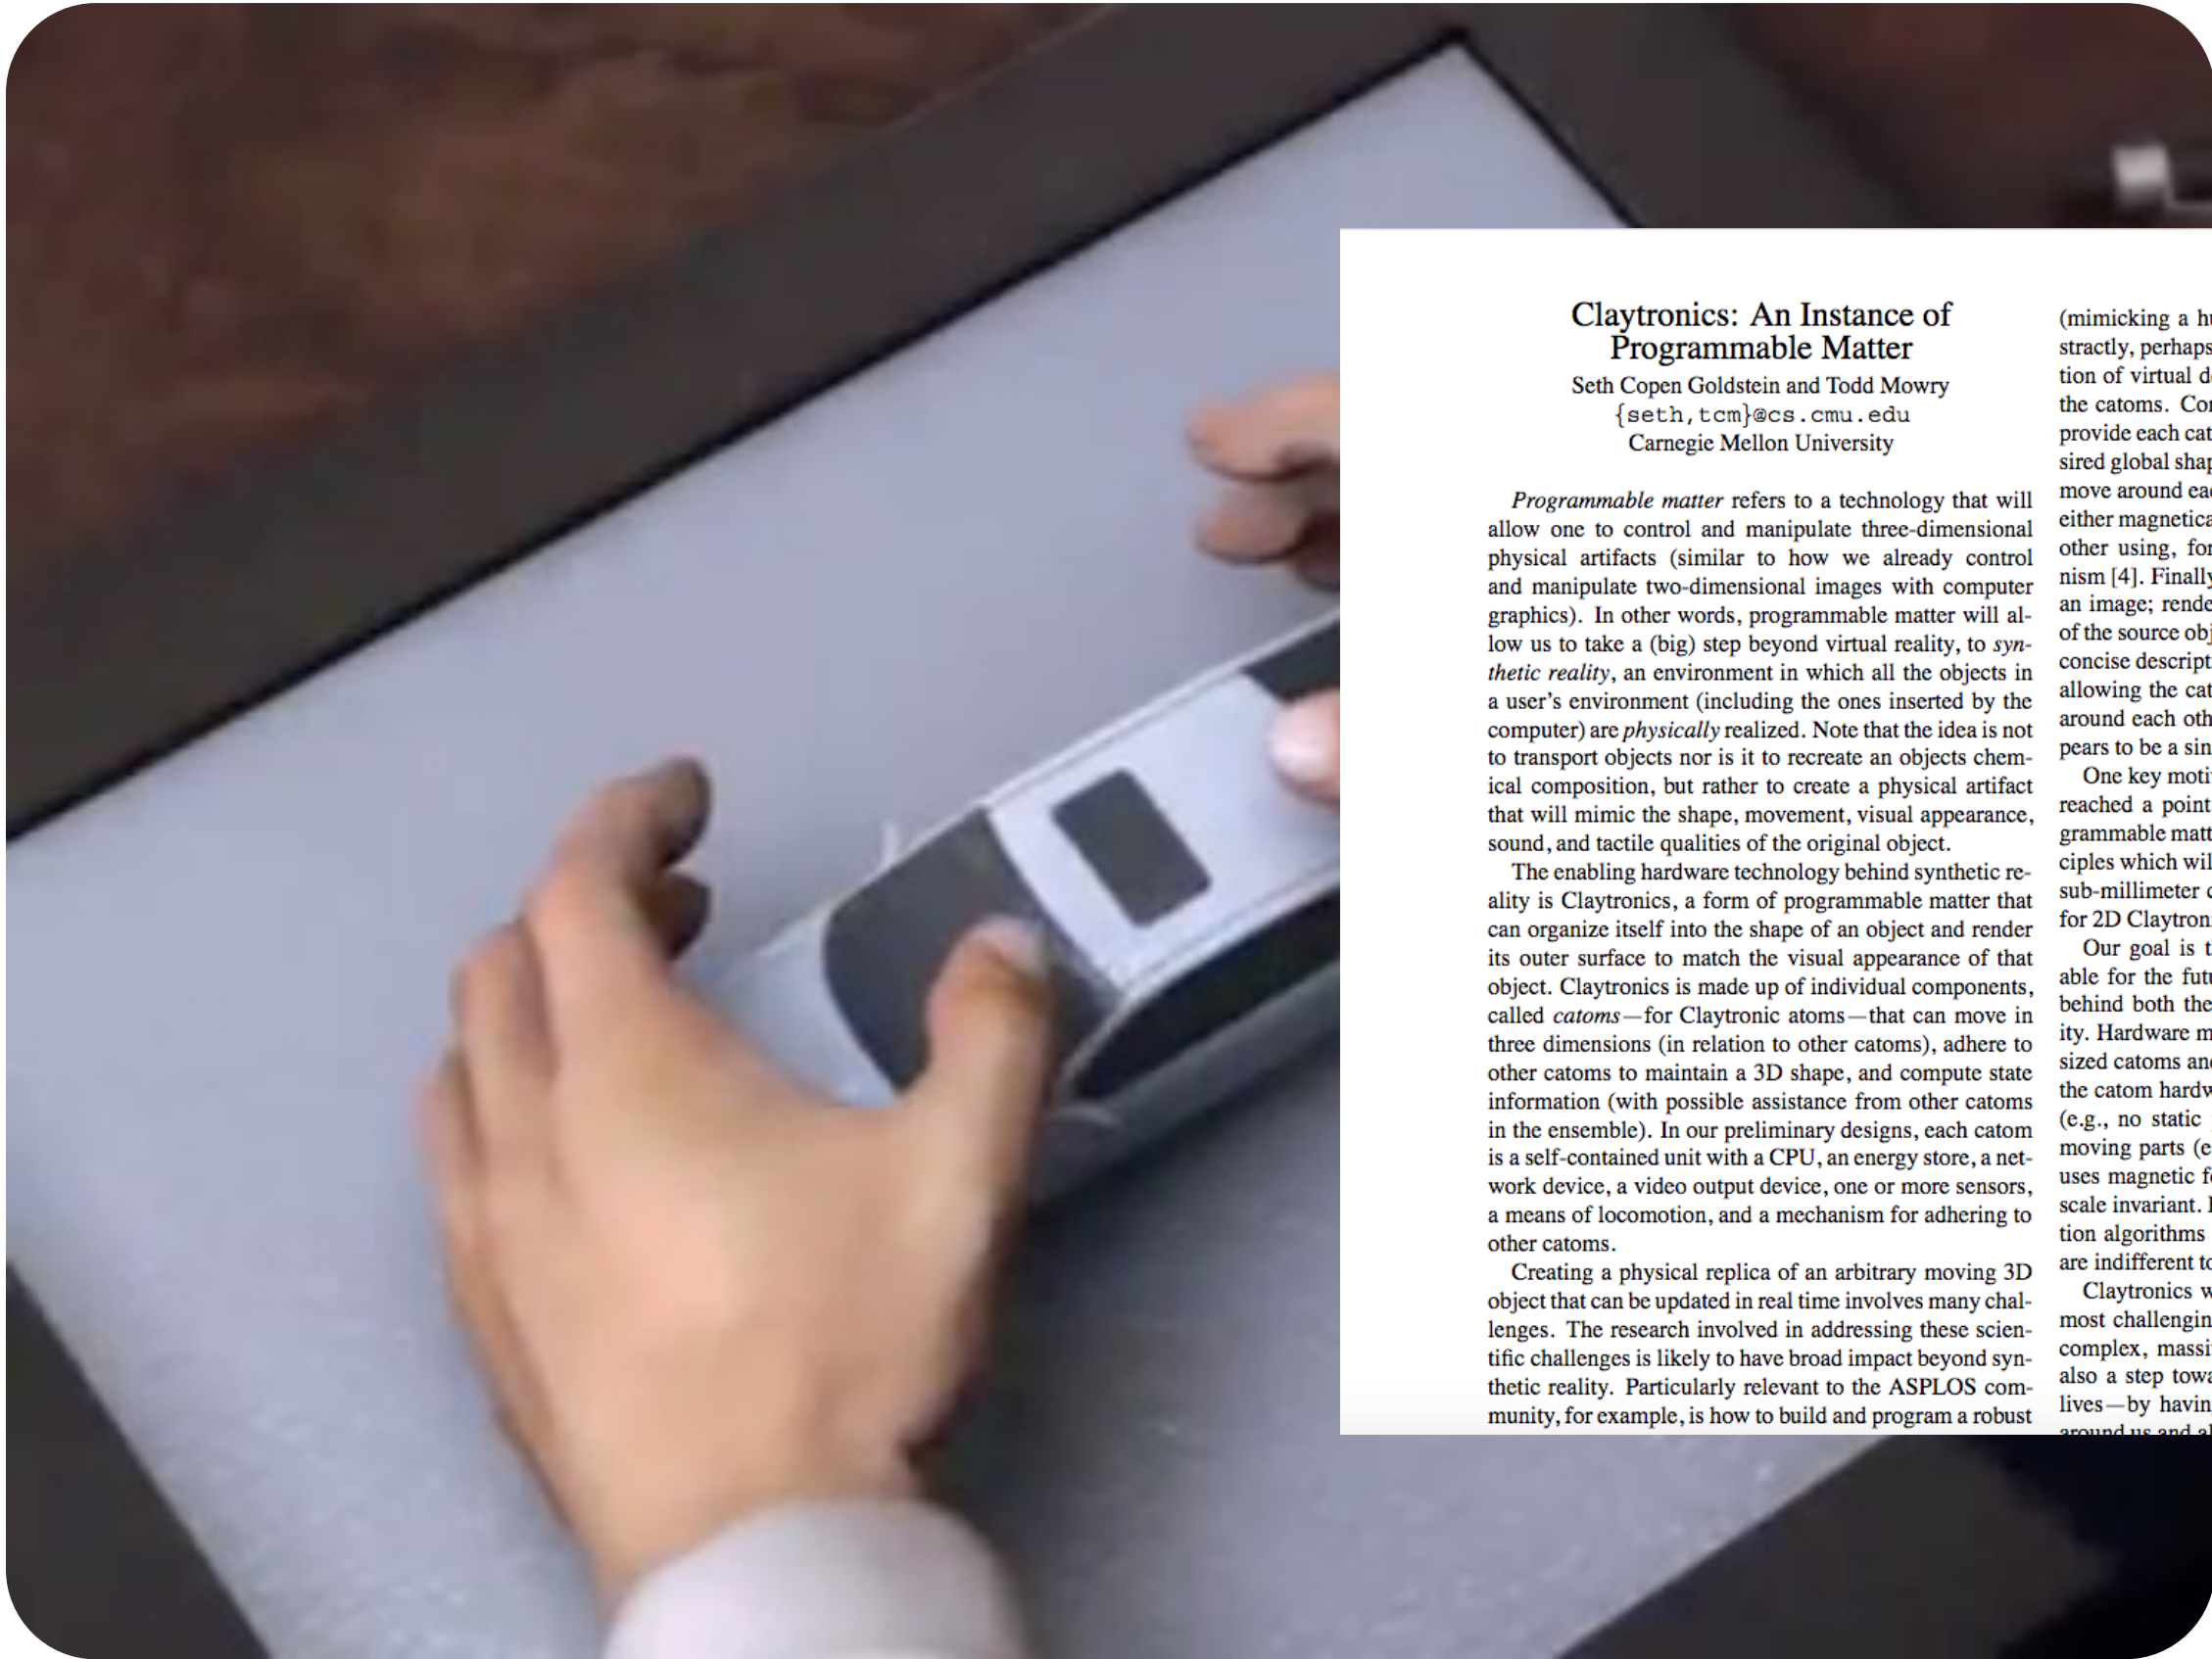 Claytronics: An Instance of
Programmable Matter
Seth Copen Goldstein and Todd Mowry
{seth,tcm}@cs.cmu.edu
Carnegie Mellon University
Programmable matter refers to a technology that will
allow one to control and manipulate three-dimensional
physical artifacts (similar to how we already control
and manipulate two-dimensional images with computer
graphics). In other words, programmable matter will al-
low us to take a (big) step beyond virtual reality, to syn-
thetic reality, an environment in which all the objects in
a user's environment (including the ones inserted by the
computer) are physically realized. Note that the idea is not
to transport objects nor is it to recreate an objects chem-
ical composition, but rather to create a physical artifact
that will mimic the shape, movement, visual appearance,
sound, and tactile qualities of the original object.
The enabling hardware technology behind synthetic re-
ality is Claytronics, a form of programmable matter that
can organize itself into the shape of an object and render
its outer surface to match the visual appearance of that
object. Claytronics is made up of individual components,
called catoms—for Claytronic atoms—that can move in
three dimensions (in relation to other catoms), adhere to
other catoms to maintain a 3D shape, and compute state
information (with possible assistance from other catoms
in the ensemble). In our preliminary designs, each catom
is a self-contained unit with a CPU, an energy store, a net-
work device, a video output device, one or more sensors,
a means of locomotion, and a mechanism for adhering to
other catoms.
Creating a physical replica of an arbitrary moving 3D
object that can be updated in real time involves many chal-
lenges. The research involved in addressing these scien-
tific challenges is likely to have broad impact beyond syn-
thetic reality. Particularly relevant to the ASPLOS com-
munity, for example, is how to build and program a robust
(mimicking a
stractly, perhaps
tion of virtual
the catoms.
provide each
sired global
move around
either
other using,
nism [4]. Finally
an image;
of the source
concise
allowing the
around each
pears to be a
One key
reached a point
grammable
ciples which
sub-millimeter
for 2D
Our goal is
able for the
behind both the
ity. Hardware
sized catoms
the catom
(e.g., no static
moving parts
uses magnetic
scale invariant.
tion algorithms
are indifferent
Claytronics
most
complex,
also a step
lives—by
around us and